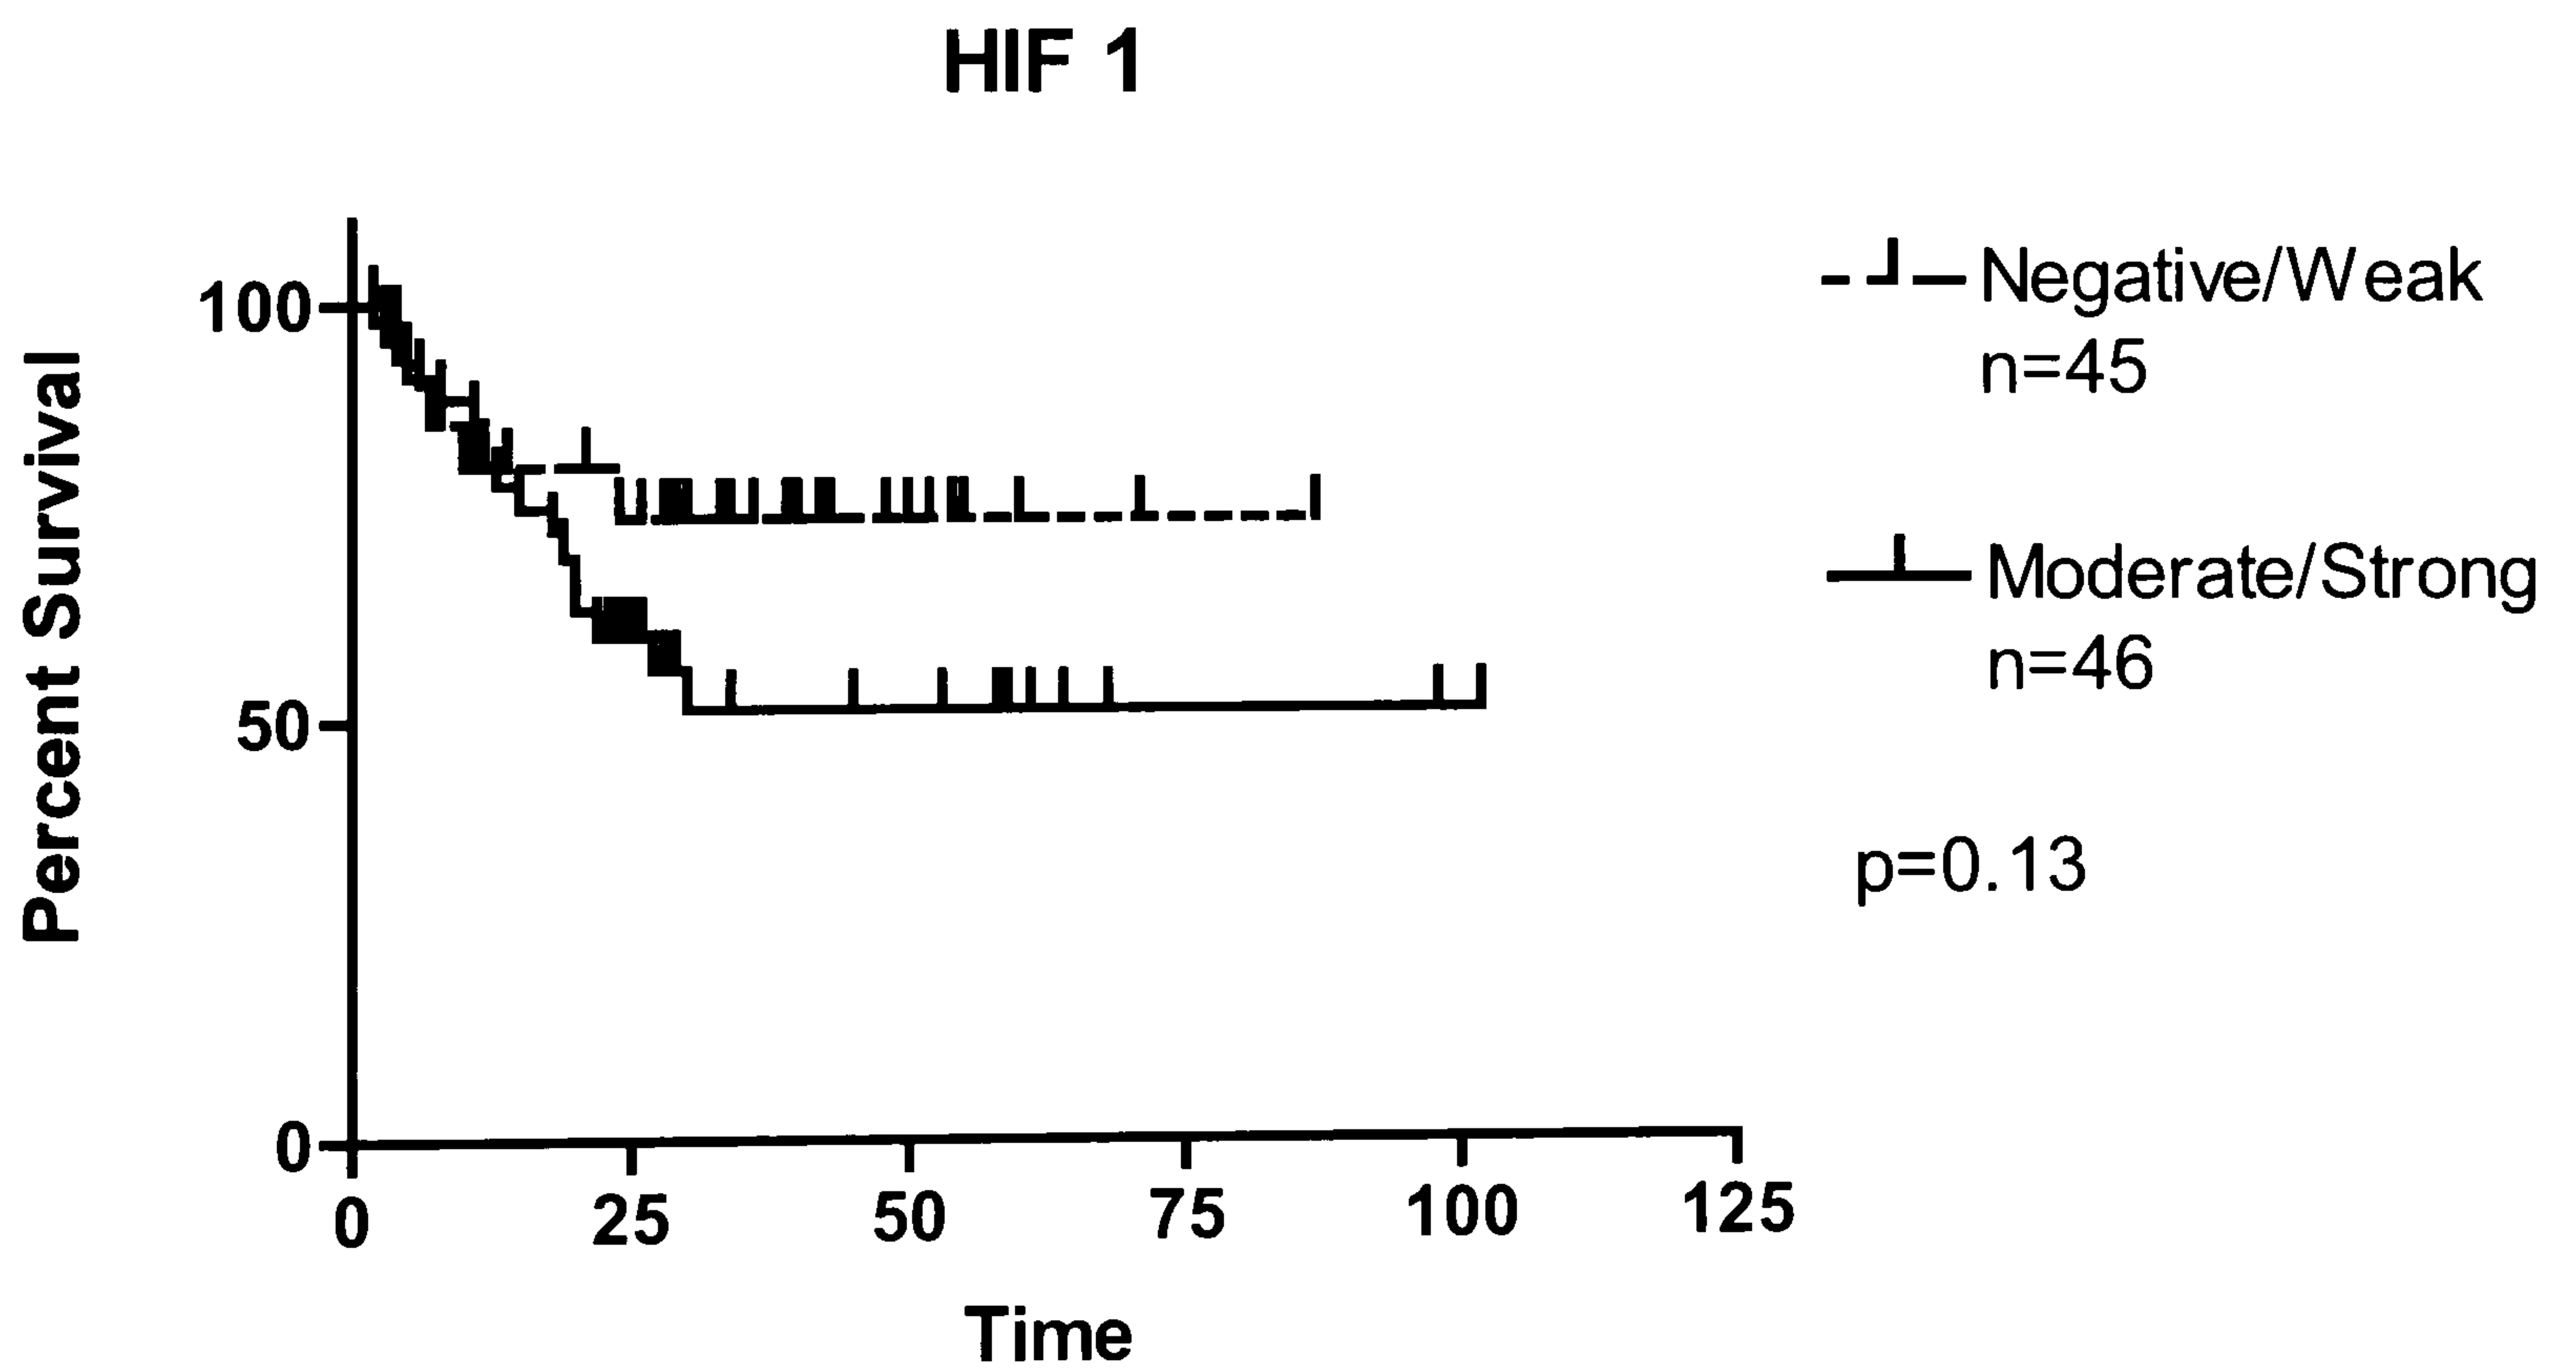 HIF 1
Percent Survival
100
50
0
0 25 50 75 100 125
Time
Negative/Weak
n=45
Moderate/Strong
n=46
p=0.13